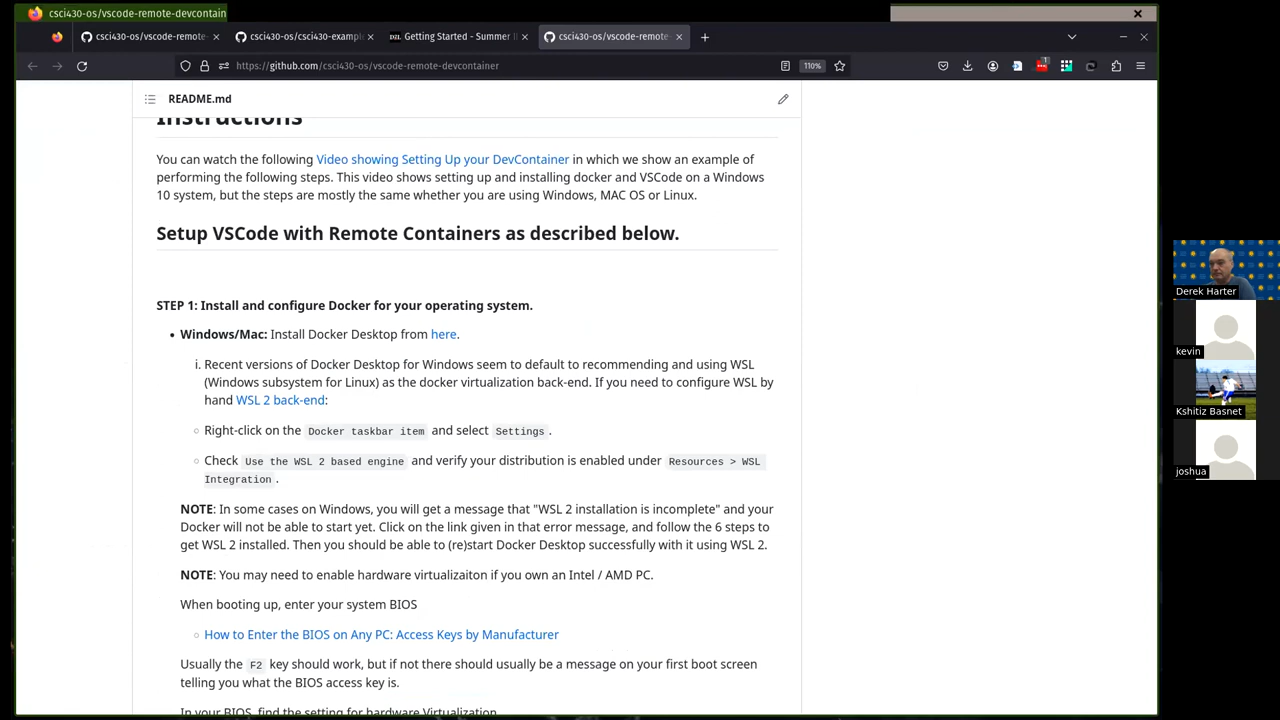 csci430-os/vscode-remote-devcontain
csci430-os/vscode-remote-
csci430-os/csci430-example
Getting Started - Summer I
csci430-os/vscode-remote-
https://github.com/csci430-os/vscode-remote-devcontainer
110%
README.md
Instructions
You can watch the following Video showing Setting Up your DevContainer in which we show an example of
performing the following steps. This video shows setting up and installing docker and VSCode on a Windows
10 system, but the steps are mostly the same whether you are using Windows, MAC OS or Linux.
Setup VSCode with Remote Containers as described below.
STEP 1: Install and configure Docker for your operating system.
• Windows/Mac: Install Docker Desktop from here.
i. Recent versions of Docker Desktop for Windows seem to default to recommending and using WSL
(Windows subsystem for Linux) as the docker virtualization back-end. If you need to configure WSL by
hand WSL 2 back-end:
Right-click on the Docker taskbar item and select Settings.
Check Use the WSL 2 based engine and verify your distribution is enabled under Resources > WSL
Integration.
NOTE: In some cases on Windows, you will get a message that "WSL 2 installation is incomplete" and your
Docker will not be able to start yet. Click on the link given in that error message, and follow the 6 steps to
get WSL 2 installed. Then you should be able to (re)start Docker Desktop successfully with it using WSL 2.
NOTE: You may need to enable hardware virtualizaiton if you own an Intel / AMD PC.
When booting up, enter your system BIOS
How to Enter the BIOS on Any PC: Access Keys by Manufacturer
Usually the F2 key should work, but if not there should usually be a message on your first boot screen
telling you what the BIOS access key is.
In your BIOS, find the setting for hardware Virtualization
Derek Harter
kevin
Kshitiz Basnet
joshua